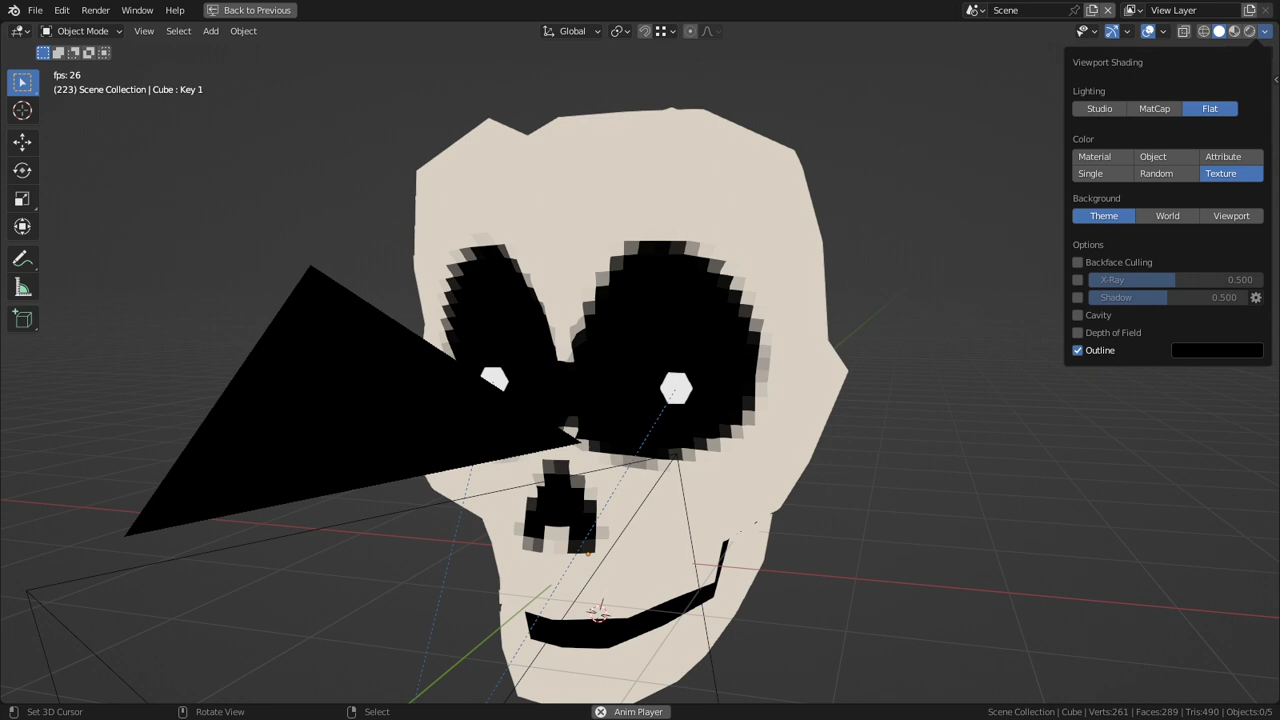 File Edit Render Window Help Back to Previous Scene View Layer
Object Mode View Select Add Object Global
fps: 26
(223) Scene Collection | Cube : Key 1
Viewport Shading
Lighting
Studio MatCap Flat
Color
Material Object Attribute
Single Random Texture
Background
Theme World Viewport
Options
Backface Culling
X-Ray 0.500
Shadow 0.500
Cavity
Depth of Field
Outline
Set 3D Cursor Rotate View Select Anim Player Scene Collection | Cube | Verts:261 | Faces:289 | Tris:490 | Objects:0/5